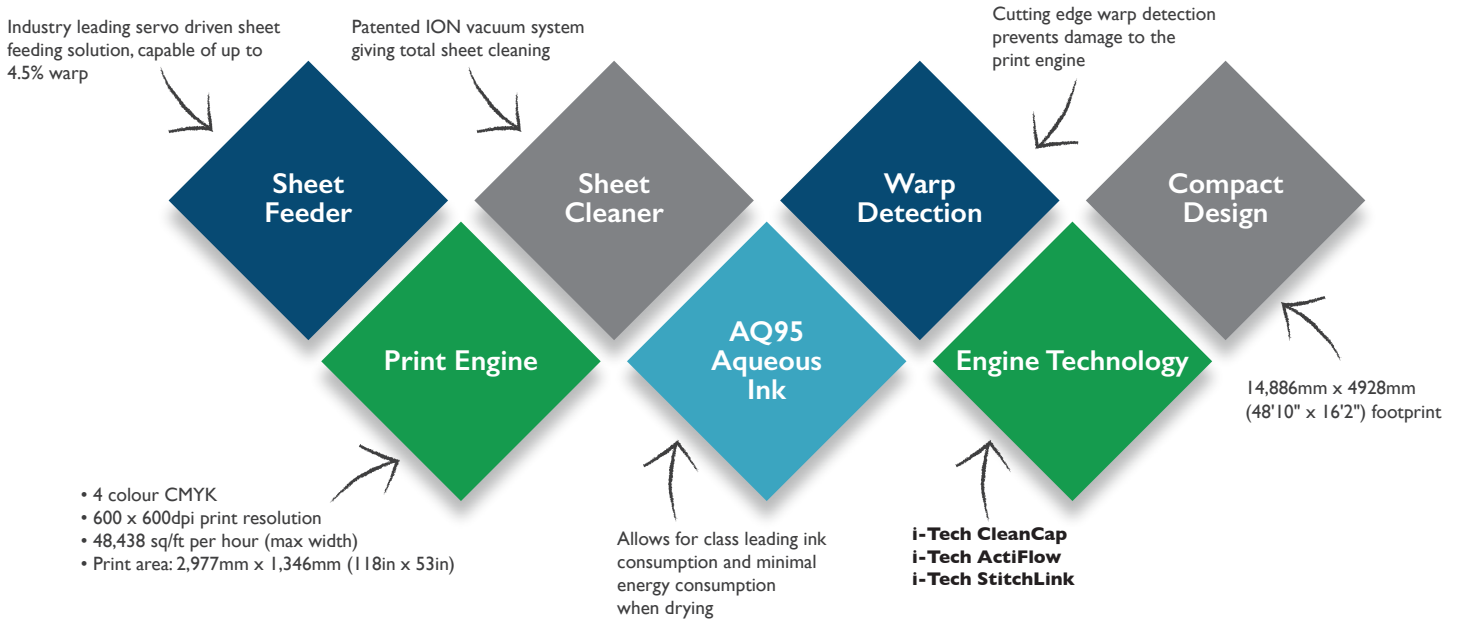 Industry leading servo driven sheet
feeding solution, capable of up to
4.5% warp
Patented ION vacuum system
giving total sheet cleaning
Cutting edge warp detection
prevents damage to the
print engine
Sheet
Feeder
Sheet
Cleaner
Warp
Detection
Compact
Design
Print Engine
AQ95
Aqueous
Ink
Engine Technology
14,886mm x 4928mm
(48'10" x 16'2") footprint
• 4 colour CMYK
• 600 x 600dpi print resolution
• 48,438 sq/ft per hour (max width)
• Print area: 2,977mm x 1,346mm (118in x 53in)
Allows for class leading ink
consumption and minimal
energy consumption
when drying
i-Tech CleanCap
i-Tech ActiFlow
i-Tech StitchLink